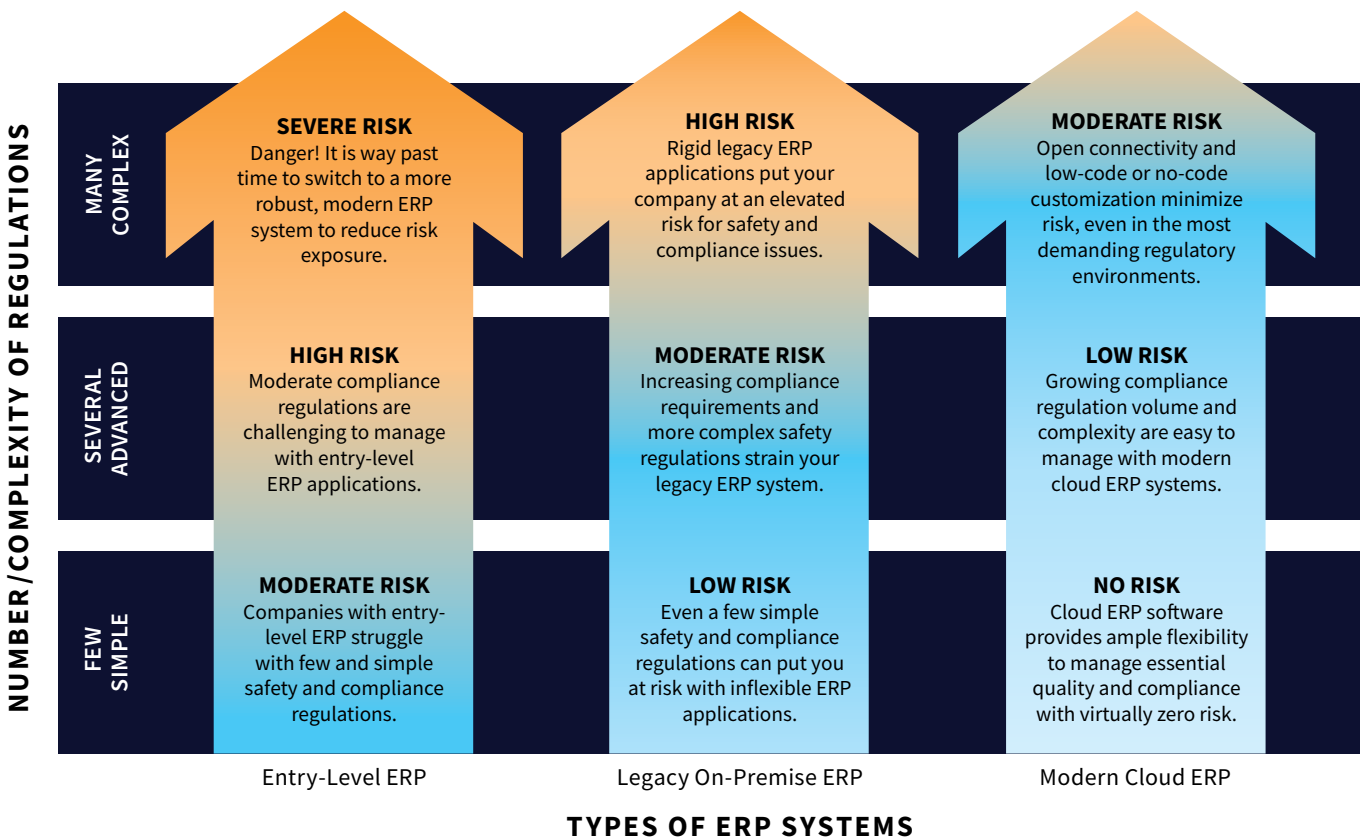 NUMBER/COMPLEXITY OF REGULATIONS
MANY
COMPLEX
SEVERE RISK
Danger! It is way past
time to switch to a more
robust, modern ERP
system to reduce risk
exposure.
HIGH RISK
Rigid legacy ERP
applications put your
company at an elevated
risk for safety and
compliance issues.
MODERATE RISK
Open connectivity and
low-code or no-code
customization minimize
risk, even in the most
demanding regulatory
environments.
SEVERAL
ADVANCED
HIGH RISK
Moderate compliance
regulations are
challenging to manage
with entry-level
ERP applications.
MODERATE RISK
Increasing compliance
requirements and
more complex safety
regulations strain your
legacy ERP system.
LOW RISK
Growing compliance
regulation volume and
complexity are easy to
manage with modern
cloud ERP systems.
FEW
SIMPLE
MODERATE RISK
Companies with entry-
level ERP struggle
with few and simple
safety and compliance
regulations.
LOW RISK
Even a few simple
safety and compliance
regulations can put you
at risk with inflexible ERP
applications.
NO RISK
Cloud ERP software
provides ample flexibility
to manage essential
quality and compliance
with virtually zero risk.
Entry-Level ERP
Legacy On-Premise ERP
Modern Cloud ERP
TYPES OF ERP SYSTEMS